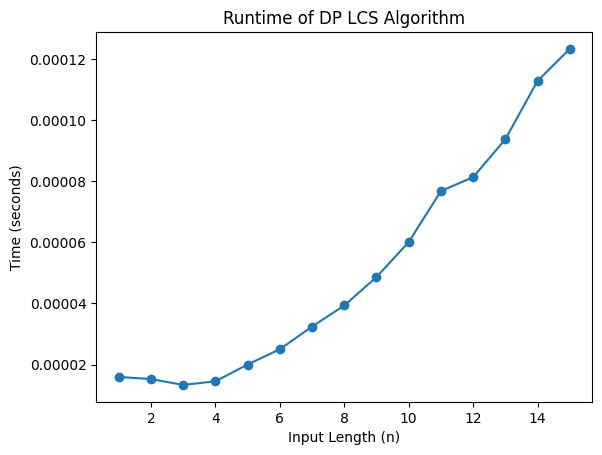 Runtime of DP LCS Algorithm
0.00012
0.00010
0.00008
0.00006
0.00004
0.00002
Time (seconds)
2 4 6 8 10 12 14
Input Length (n)